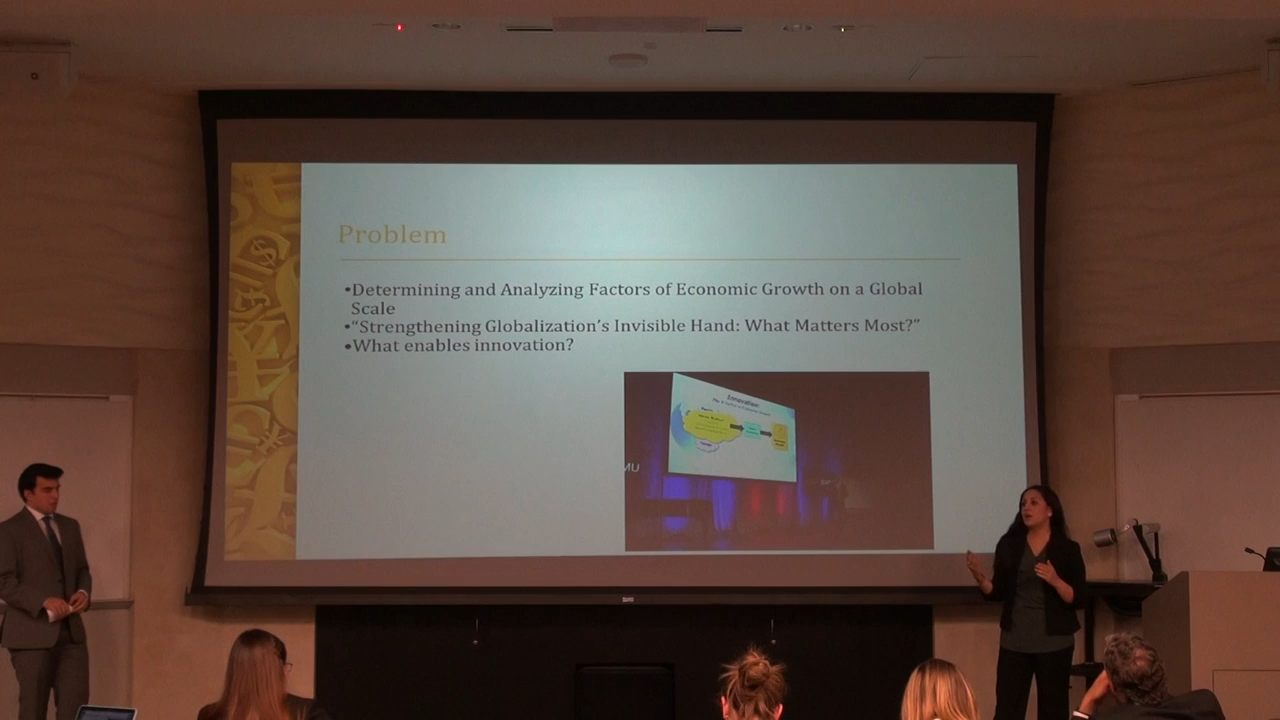 Problem
•Determining and Analyzing Factors of Economic Growth on a Global
Scale
•“Strengthening Globalization’s Invisible Hand: What Matters Most?”
•What enables innovation?
Innovation:
MU